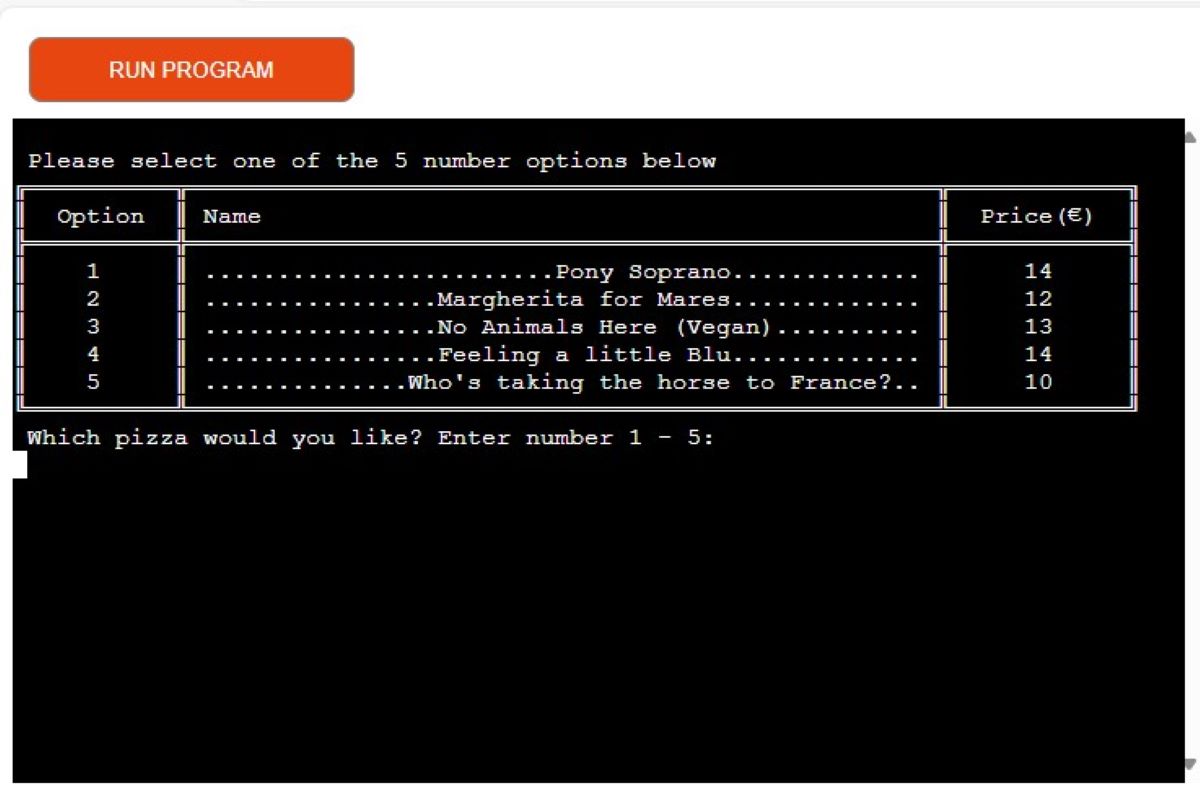 RUN PROGRAM
Please select one of the 5 number options below
Option Name Price(€)
1 ........................Pony Soprano............. 14
2 ................Margherita for Mares............. 12
3 ................No Animals Here (Vegan).......... 13
4 ................Feeling a little Blu............. 14
5 ..............Who's taking the horse to France?.. 10
Which pizza would you like? Enter number 1 - 5: